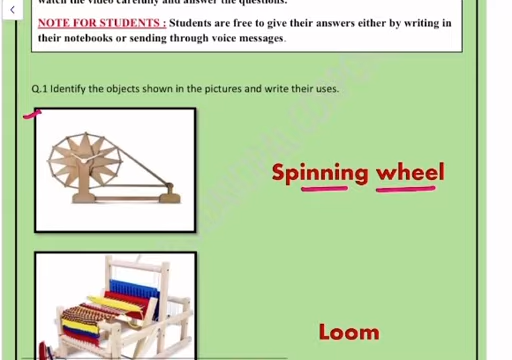 watch the video carefully and answer the questions.
NOTE FOR STUDENTS : Students are free to give their answers either by writing in
their notebooks or sending through voice messages.
Q.1 Identify the objects shown in the pictures and write their uses.
Spinning wheel
Loom